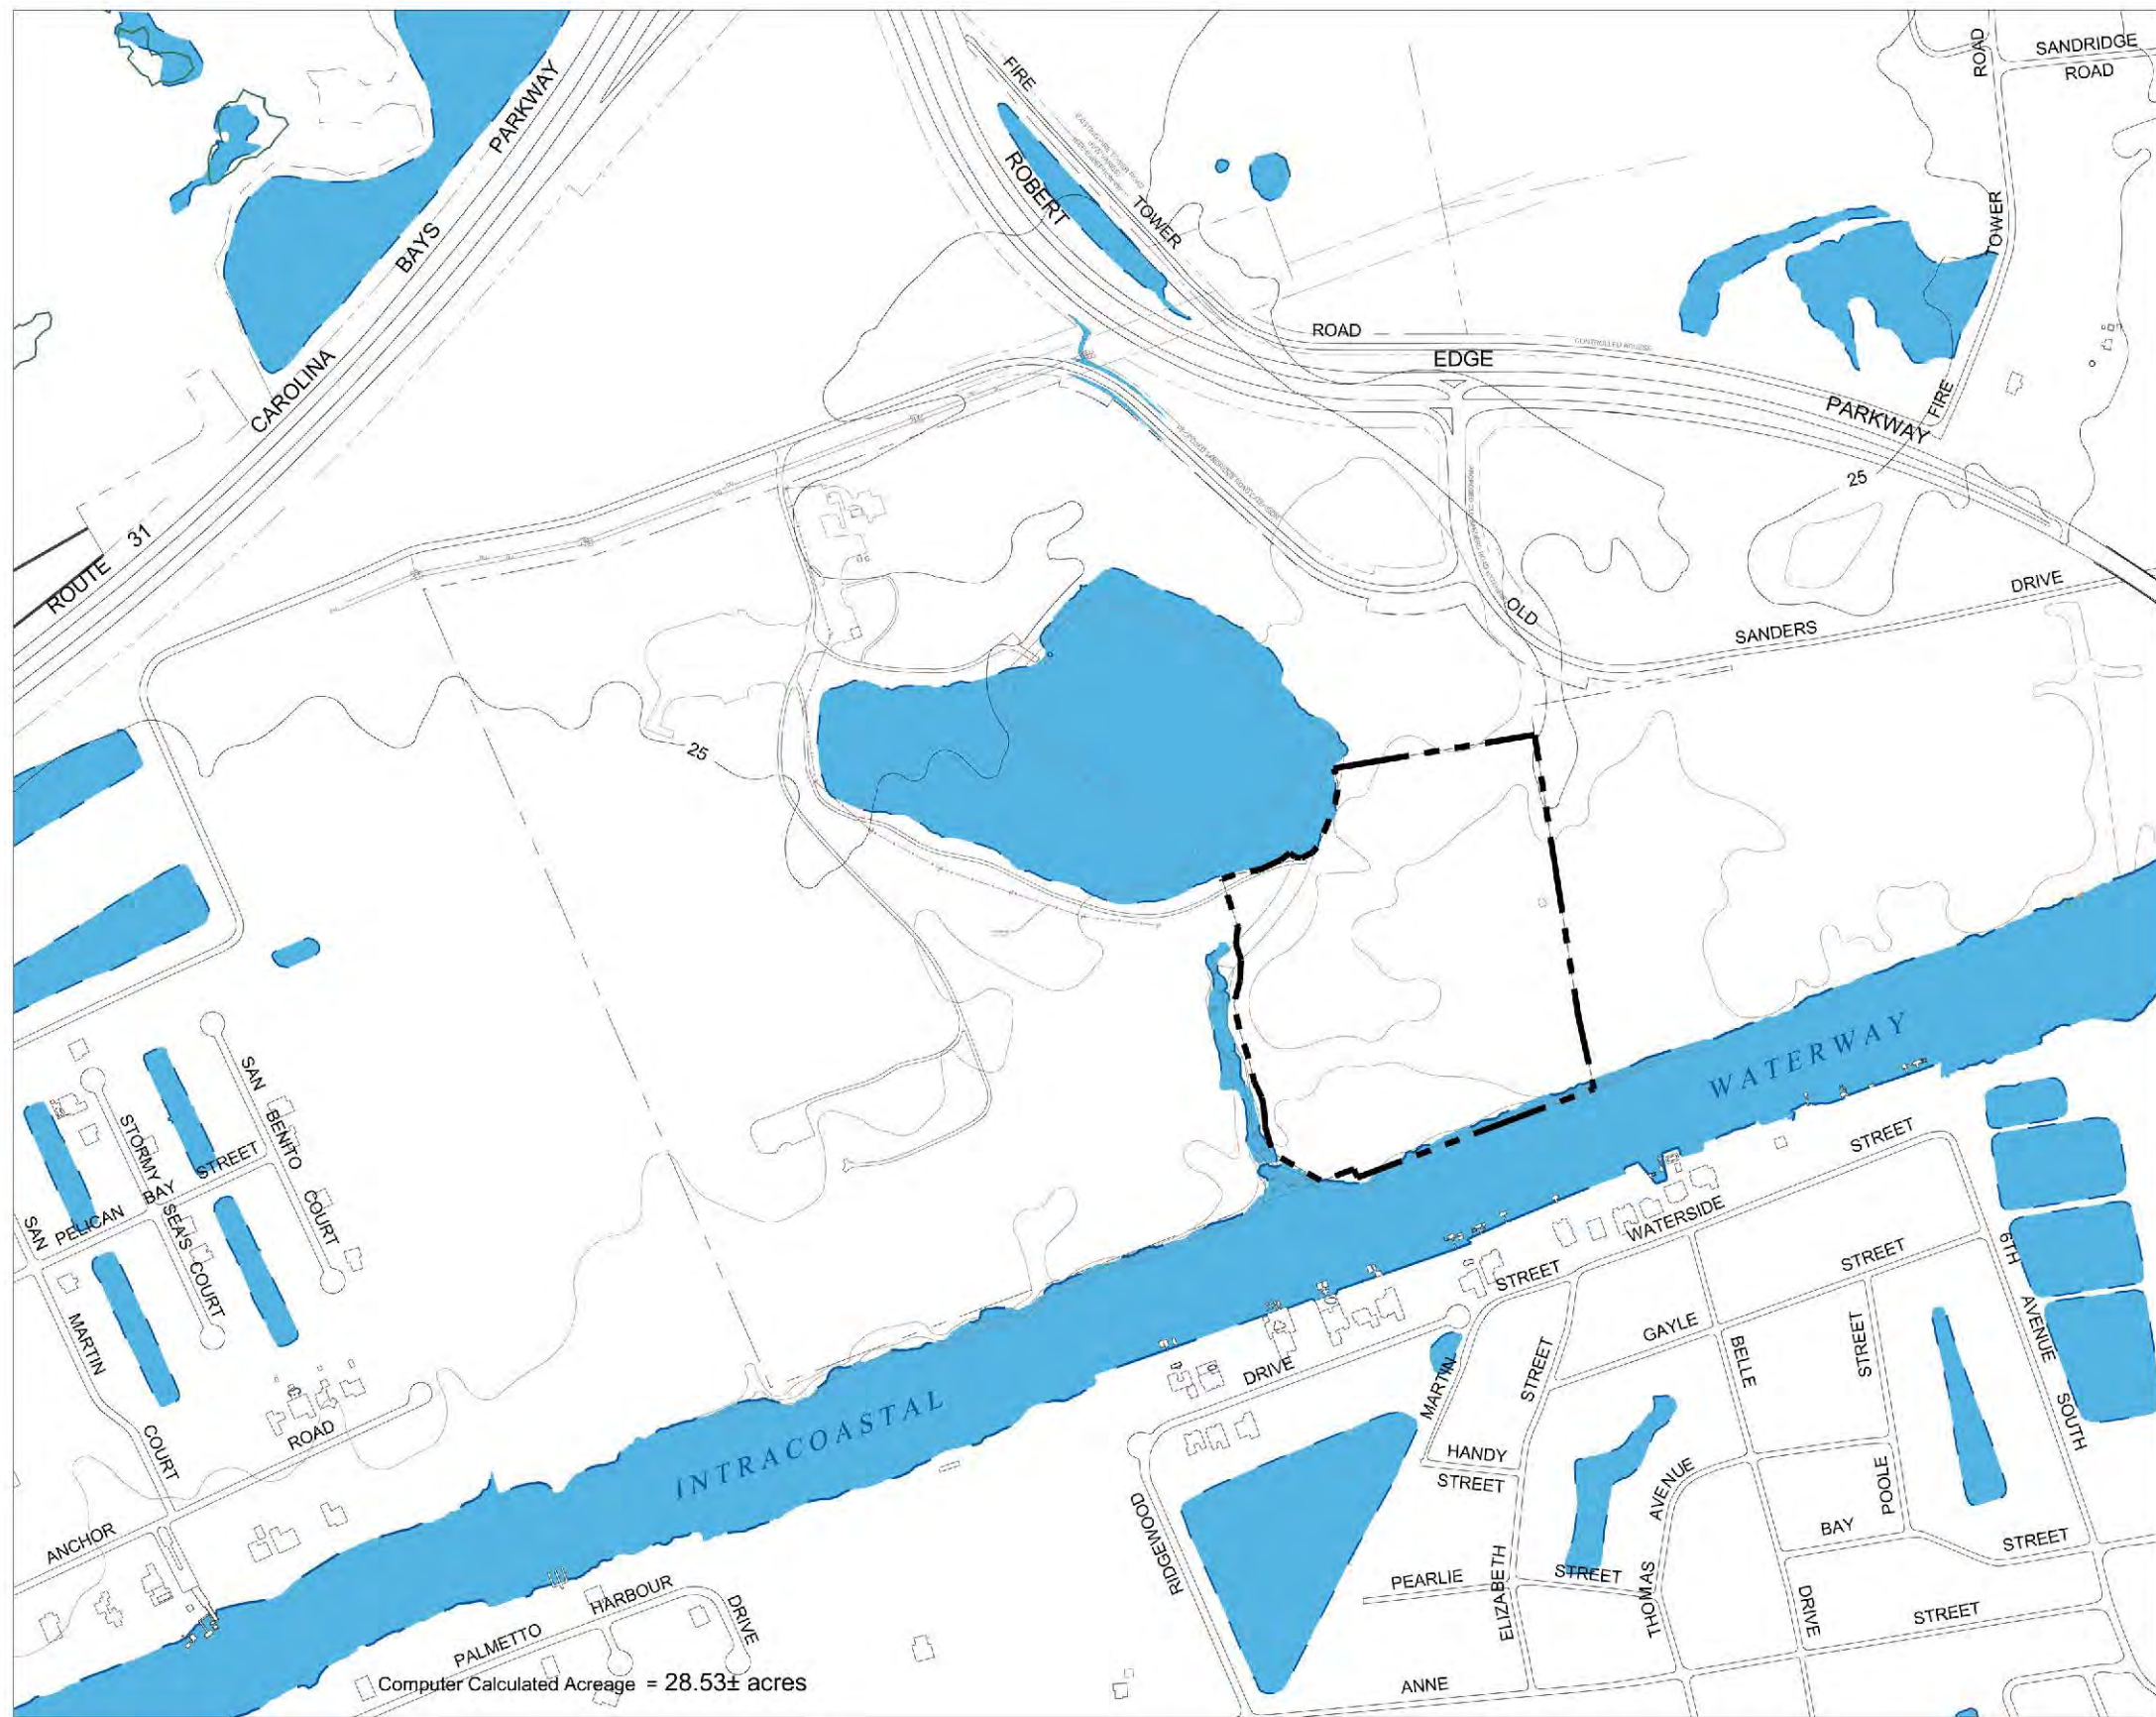 SANDRIDGE
ROAD
ROAD
FIRE
PARKWAY
ROBERT
TOWER
TOWER
BAYS
ROAD
EDGE
CAROLINA
FIRE
PARKWAY
25
31
ROUTE
DRIVE
OLD
SANDERS
25
WATERWAY
SAN
BENITO
COURT
STORMY
SEA'S
COURT
STREET
BAY
PELICAN
SAN
MARTIN
COURT
STREET
WATERSIDE
STREET
6TH
AVENUE
SOUTH
STREET
GAYLE
BELLE
STREET
STREET
DRIVE
MARTIN
INTRACOASTAL
ROAD
ANCHOR
HANDY
STREET
AVENUE
THOMAS
POOLE
BAY
STREET
RIDGEWOOD
PEARLIE
STREET
ELIZABETH
DRIVE
STREET
HARBOUR
PALMETTO
DRIVE
ANNE
Computer Calculated Acreage = 28.53± acres